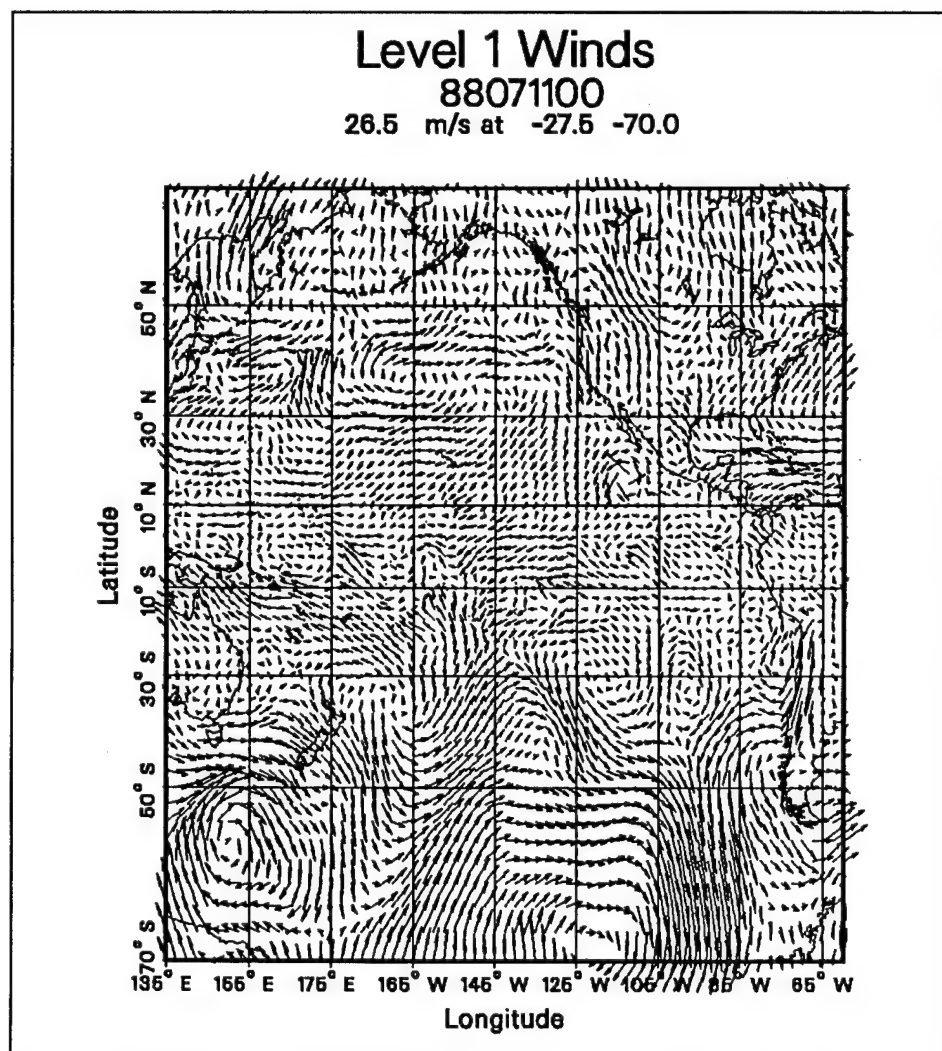 Level 1 Winds
88071100
26.5 m/s at -27.5 -70.0
50° N
30° N
10° N
10° S
30° S
50° S
70° S
Latitude
135° E 155° E 175° E 165° W 145° W 125° W 105° W 85° W 65° W
Longitude